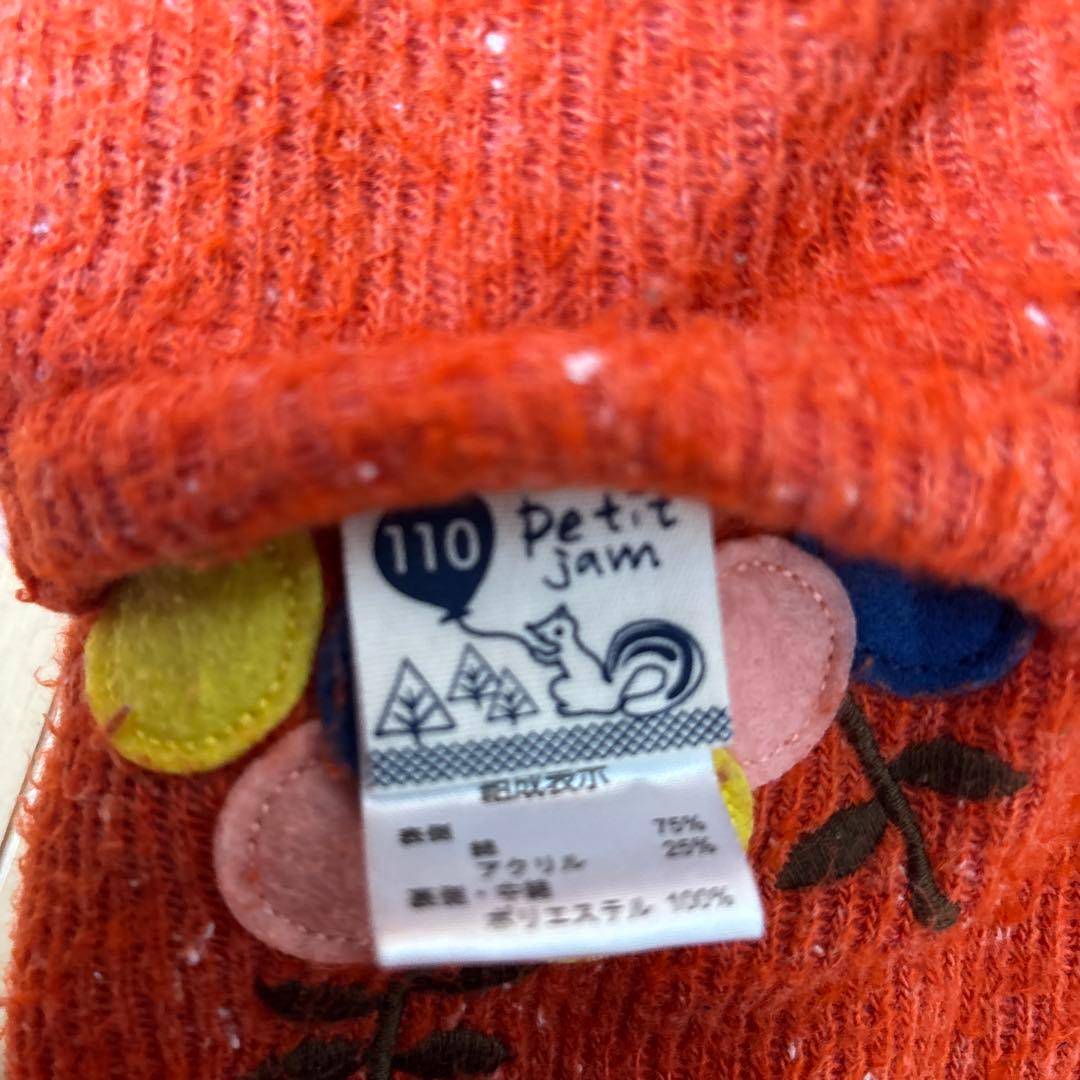 110
petit
jam
組成表示
表側
綿 75%
アクリル 25%
裏側・中綿
ポリエステル 100%